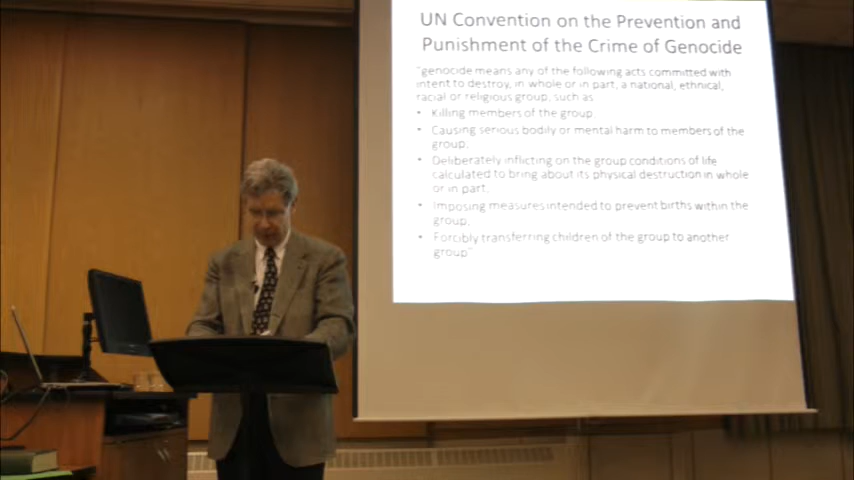 UN Convention on the Prevention and
Punishment of the Crime of Genocide
"genocide means any of the following acts committed with
intent to destroy, in whole or in part, a national, ethnical,
racial or religious group, such as
• Killing members of the group.
• Causing serious bodily or mental harm to members of the
group.
• Deliberately inflicting on the group conditions of life
calculated to bring about its physical destruction in whole
or in part.
• Imposing measures intended to prevent births within the
group.
• Forcibly transferring children of the group to another
group"